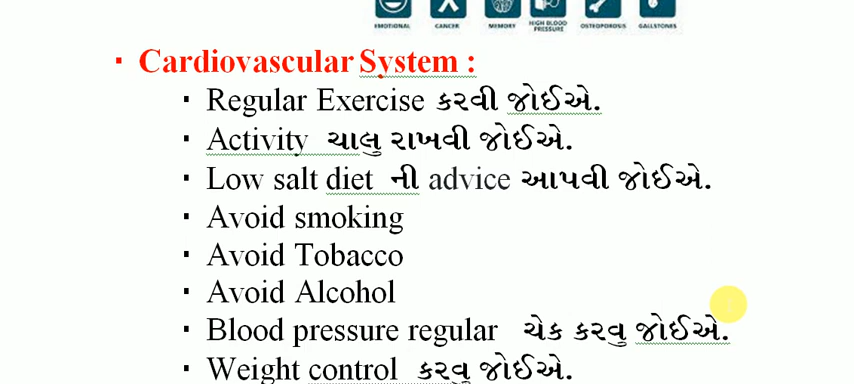 EMOTIONAL CANCER MEMORY HIGH BLOOD PRESSURE OSTEOPOROSIS GALLSTONES
▪ Cardiovascular System :
▪ Regular Exercise કરવી જોઈએ.
▪ Activity ચાલુ રાખવી જોઈએ.
▪ Low salt diet ની advice આપવી જોઈએ.
▪ Avoid smoking
▪ Avoid Tobacco
▪ Avoid Alcohol
▪ Blood pressure regular ચેક કરવુ જોઈએ.
▪ Weight control કરવુ જોઈએ.